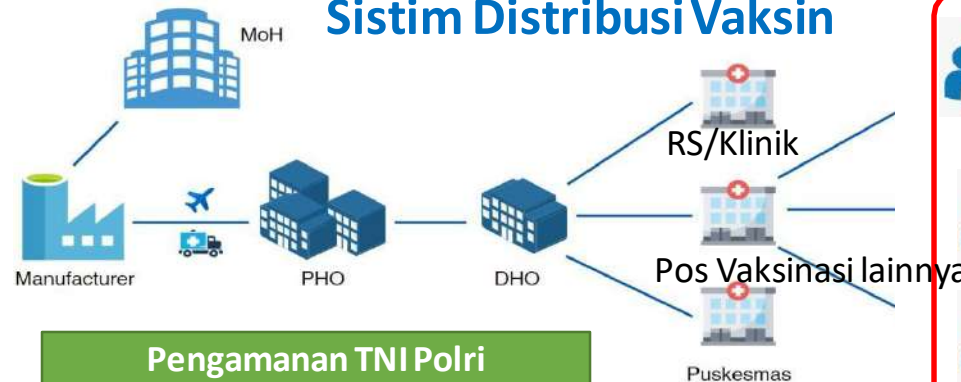 Sistim Distribusi Vaksin
MoH
RS/Klinik
Manufacturer
PHO
DHO
Pos Vaksinasi lainnya
Pengamanan TNI Polri
Puskesmas